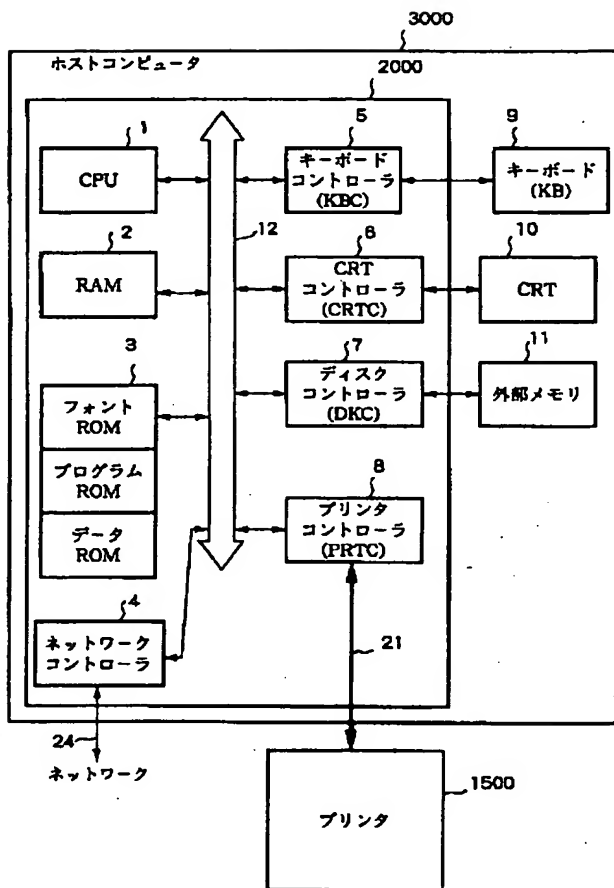 3000
ホストコンピュータ
2000
1
CPU
5
キーボード
コントローラ
(KBC)
9
キーボード
(KB)
12
2
RAM
6
CRT
コントローラ
(CRTC)
10
CRT
3
フォント
ROM
プログラム
ROM
データ
ROM
7
ディスク
コントローラ
(DKC)
11
外部メモリ
8
プリンタ
コントローラ
(PRTC)
4
ネットワーク
コントローラ
21
24
ネットワーク
1500
プリンタ